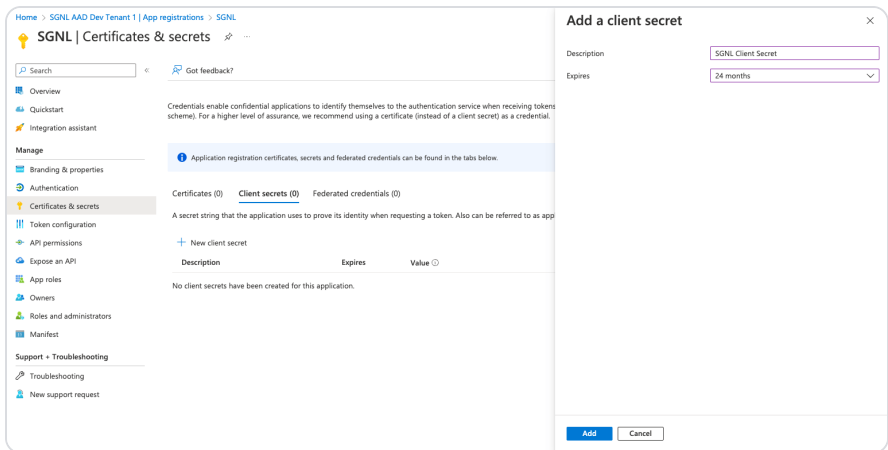 Home > SGNL AAD Dev Tenant 1 | App registrations > SGNL
SGNL | Certificates & secrets
Search
Overview
Quickstart
Integration assistant
Manage
Branding & properties
Authentication
Certificates & secrets
Token configuration
API permissions
Expose an API
App roles
Owners
Roles and administrators
Manifest
Support + Troubleshooting
Troubleshooting
New support request
Got feedback?
Credentials enable confidential applications to identify themselves to the authentication service when receiving tokens
scheme). For a higher level of assurance, we recommend using a certificate (instead of a client secret) as a credential.
Application registration certificates, secrets and federated credentials can be found in the tabs below.
Certificates (0) Client secrets (0) Federated credentials (0)
A secret string that the application uses to prove its identity when requesting a token. Also can be referred to as app
New client secret
Description Expires Value
No client secrets have been created for this application.
Add a client secret
Description SGNL Client Secret
Expires 24 months
Add Cancel